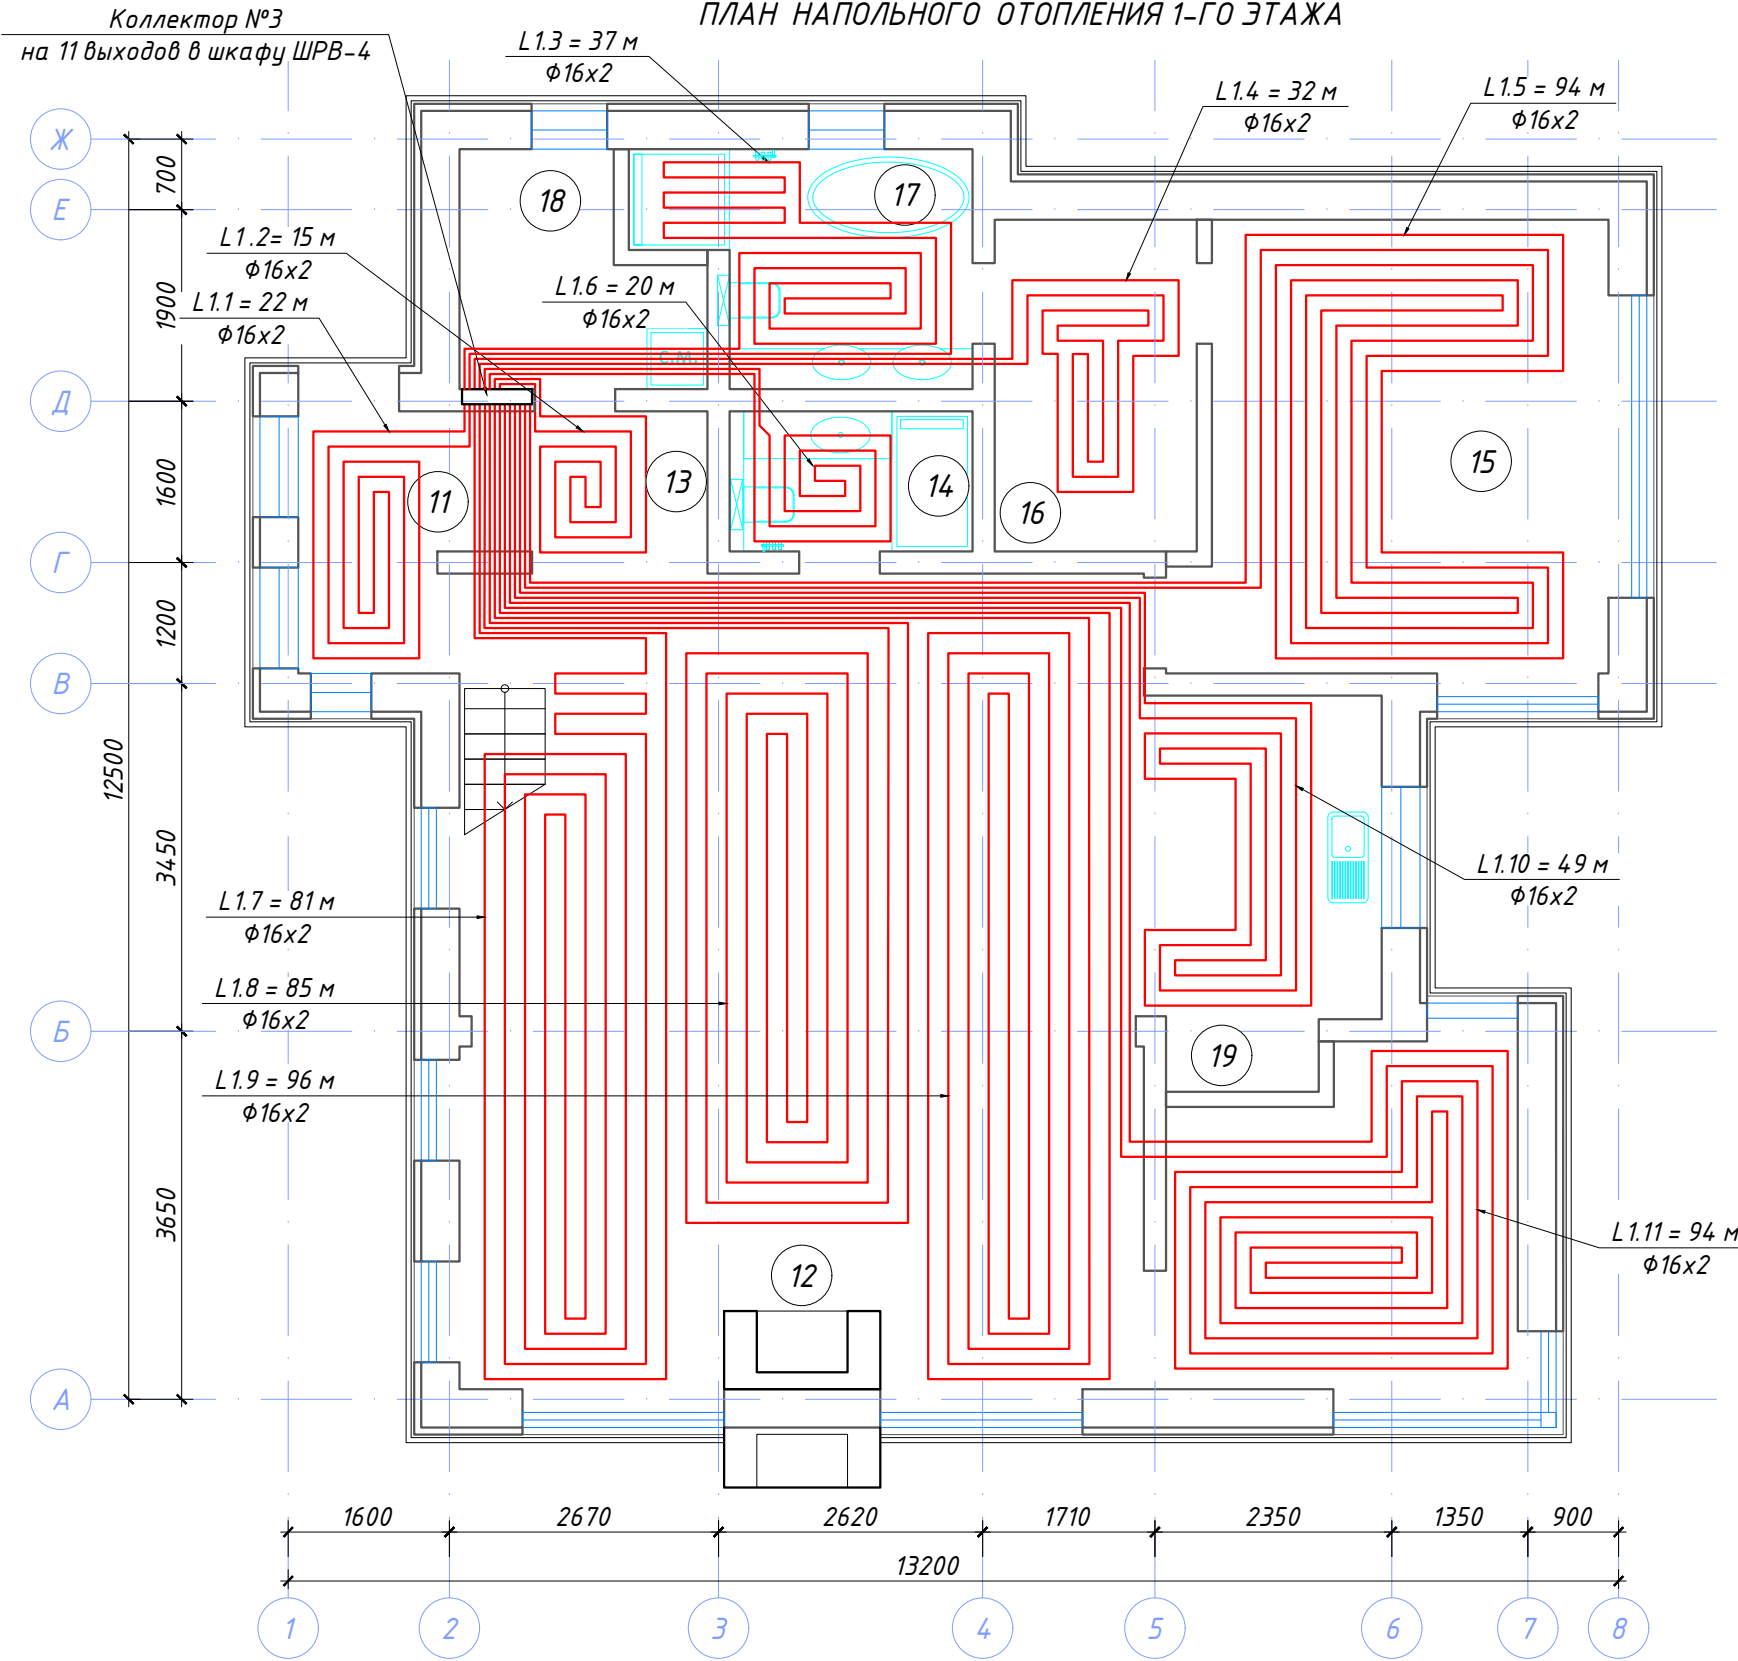 ПЛАН НАПОЛЬНОГО ОТОПЛЕНИЯ 1-ГО ЭТАЖА
Коллектор №3
на 11 выходов в шкафу ШРВ-4
L1.3 = 37 м
Ф16х2
L1.4 = 32 м
Ф16х2
L1.5 = 94 м
Ф16х2
L1.2= 15 м
Ф16х2
L1.1 = 22 м
Ф16х2
L1.6 = 20 м
Ф16х2
С.М.
18
17
11
13
14
16
15
L1.7 = 81 м
Ф16х2
L1.8 = 85 м
Ф16х2
L1.9 = 96 м
Ф16х2
L1.10 = 49 м
Ф16х2
L1.11 = 94 м
Ф16х2
19
12
Ж
Е
Д
Г
В
Б
А
700
1900
1600
1200
3450
3650
12500
1600
2670
2620
1710
2350
1350
900
13200
1
2
3
4
5
6
7
8